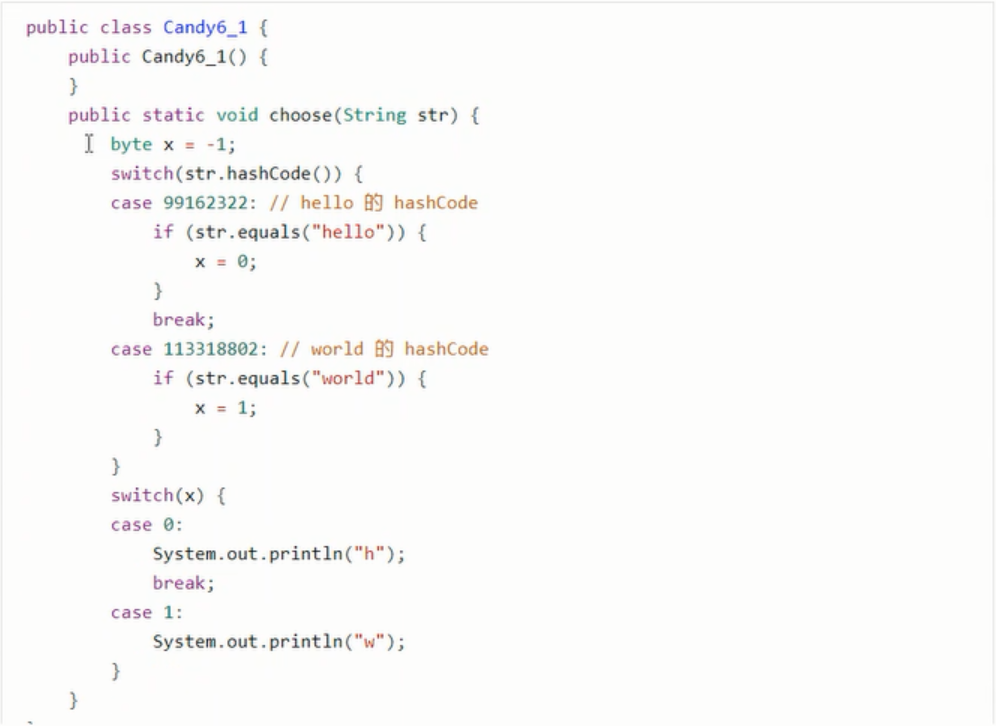 public class Candy6_1 {
    public Candy6_1() {
    }
    public static void choose(String str) {
        byte x = -1;
        switch(str.hashCode()) {
        case 99162322: // hello 的 hashCode
            if (str.equals("hello")) {
                x = 0;
            }
            break;
        case 113318802: // world 的 hashCode
            if (str.equals("world")) {
                x = 1;
            }
        }
        switch(x) {
        case 0:
            System.out.println("h");
            break;
        case 1:
            System.out.println("w");
        }
    }